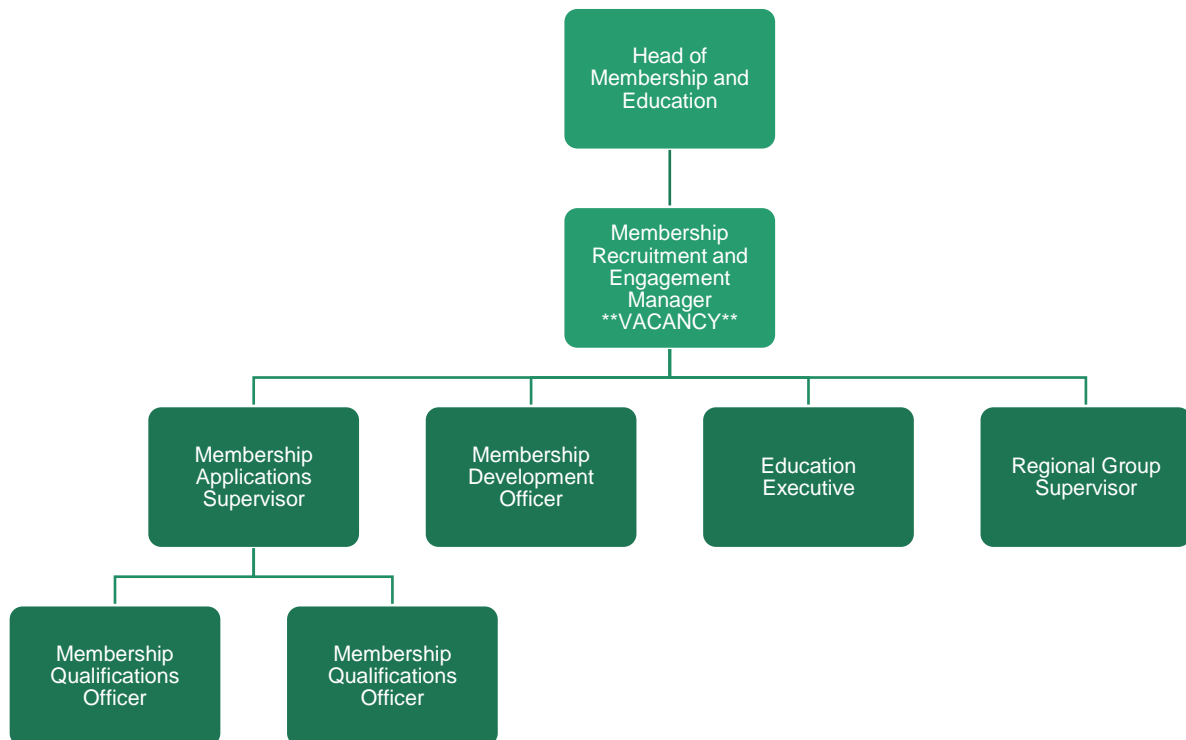 Head of
Membership and
Education
Membership
Recruitment and
Engagement
Manager
**VACANCY**
Membership
Applications
Supervisor
Membership
Development
Officer
Education
Executive
Regional Group
Supervisor
Membership
Qualifications
Officer
Membership
Qualifications
Officer